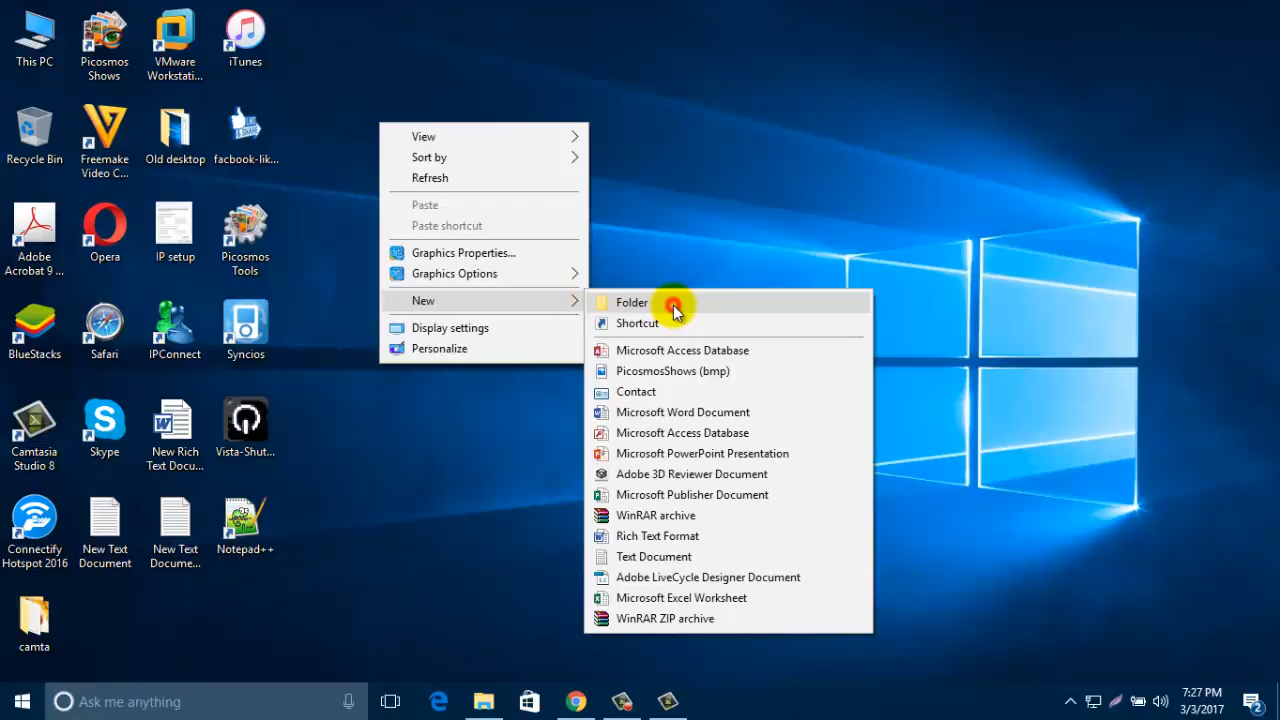 This PC
Picosmos
Shows
VMware
Workstati...
iTunes
Recycle Bin
Freemake
Video C...
Old desktop
facbook-lik...
Adobe
Acrobat 9 ...
Opera
IP setup
Picosmos
Tools
BlueStacks
Safari
IPConnect
Syncios
Camtasia
Studio 8
Skype
New Rich
Text Docu...
Vista-Shut...
Connectify
Hotspot 2016
New Text
Document
New Text
Docume...
Notepad++
camta
View
Sort by
Refresh
Paste
Paste shortcut
Graphics Properties...
Graphics Options
New
Display settings
Personalize
Folder
Shortcut
Microsoft Access Database
PicosmosShows (bmp)
Contact
Microsoft Word Document
Microsoft Access Database
Microsoft PowerPoint Presentation
Adobe 3D Reviewer Document
Microsoft Publisher Document
WinRAR archive
Rich Text Format
Text Document
Adobe LiveCycle Designer Document
Microsoft Excel Worksheet
WinRAR ZIP archive
Ask me anything
7:27 PM
3/3/2017
2